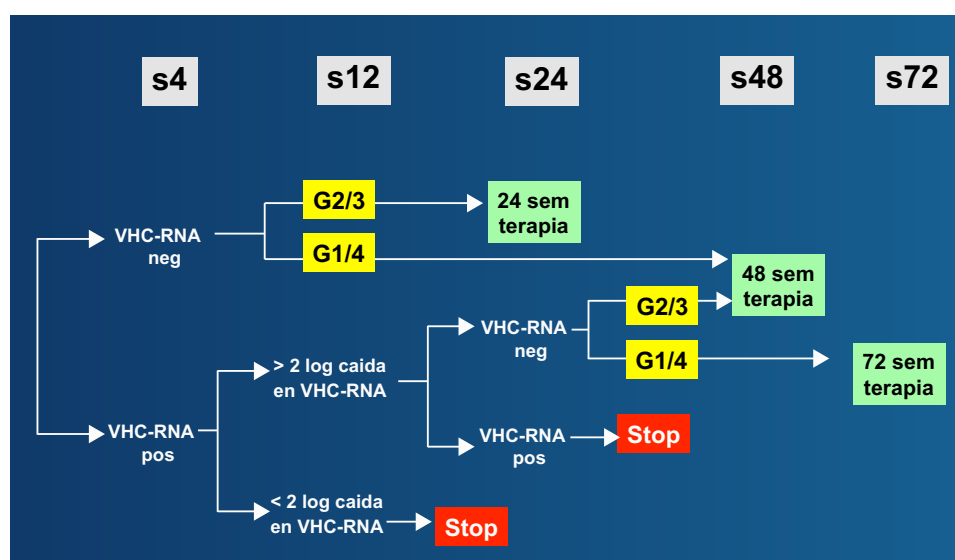 s4
s12
s24
s48
s72
G2/3
24 sem
terapia
VHC-RNA
neg
G1/4
48 sem
terapia
G2/3
VHC-RNA
neg
G1/4
72 sem
terapia
> 2 log caida
en VHC-RNA
VHC-RNA
pos
VHC-RNA
pos
Stop
< 2 log caida
en VHC-RNA
Stop